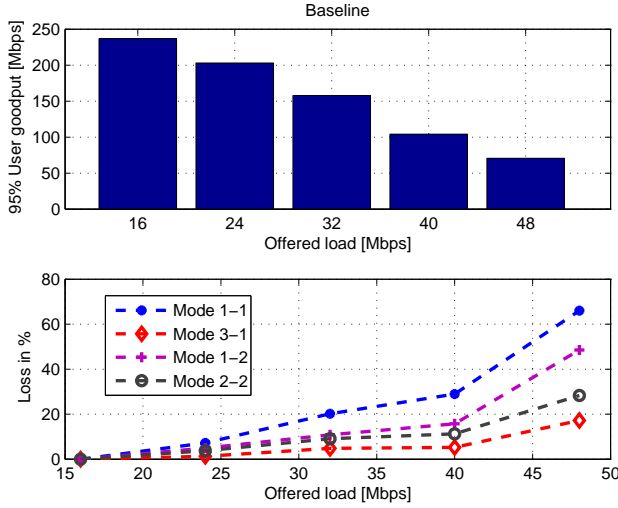 Baseline
95% User goodput [Mbps]
250
200
150
100
50
0
16 24 32 40 48
Offered load [Mbps]
Loss in %
80
60
40
20
0
Mode 1−1
Mode 3−1
Mode 1−2
Mode 2−2
15 20 25 30 35 40 45 50
Offered load [Mbps]